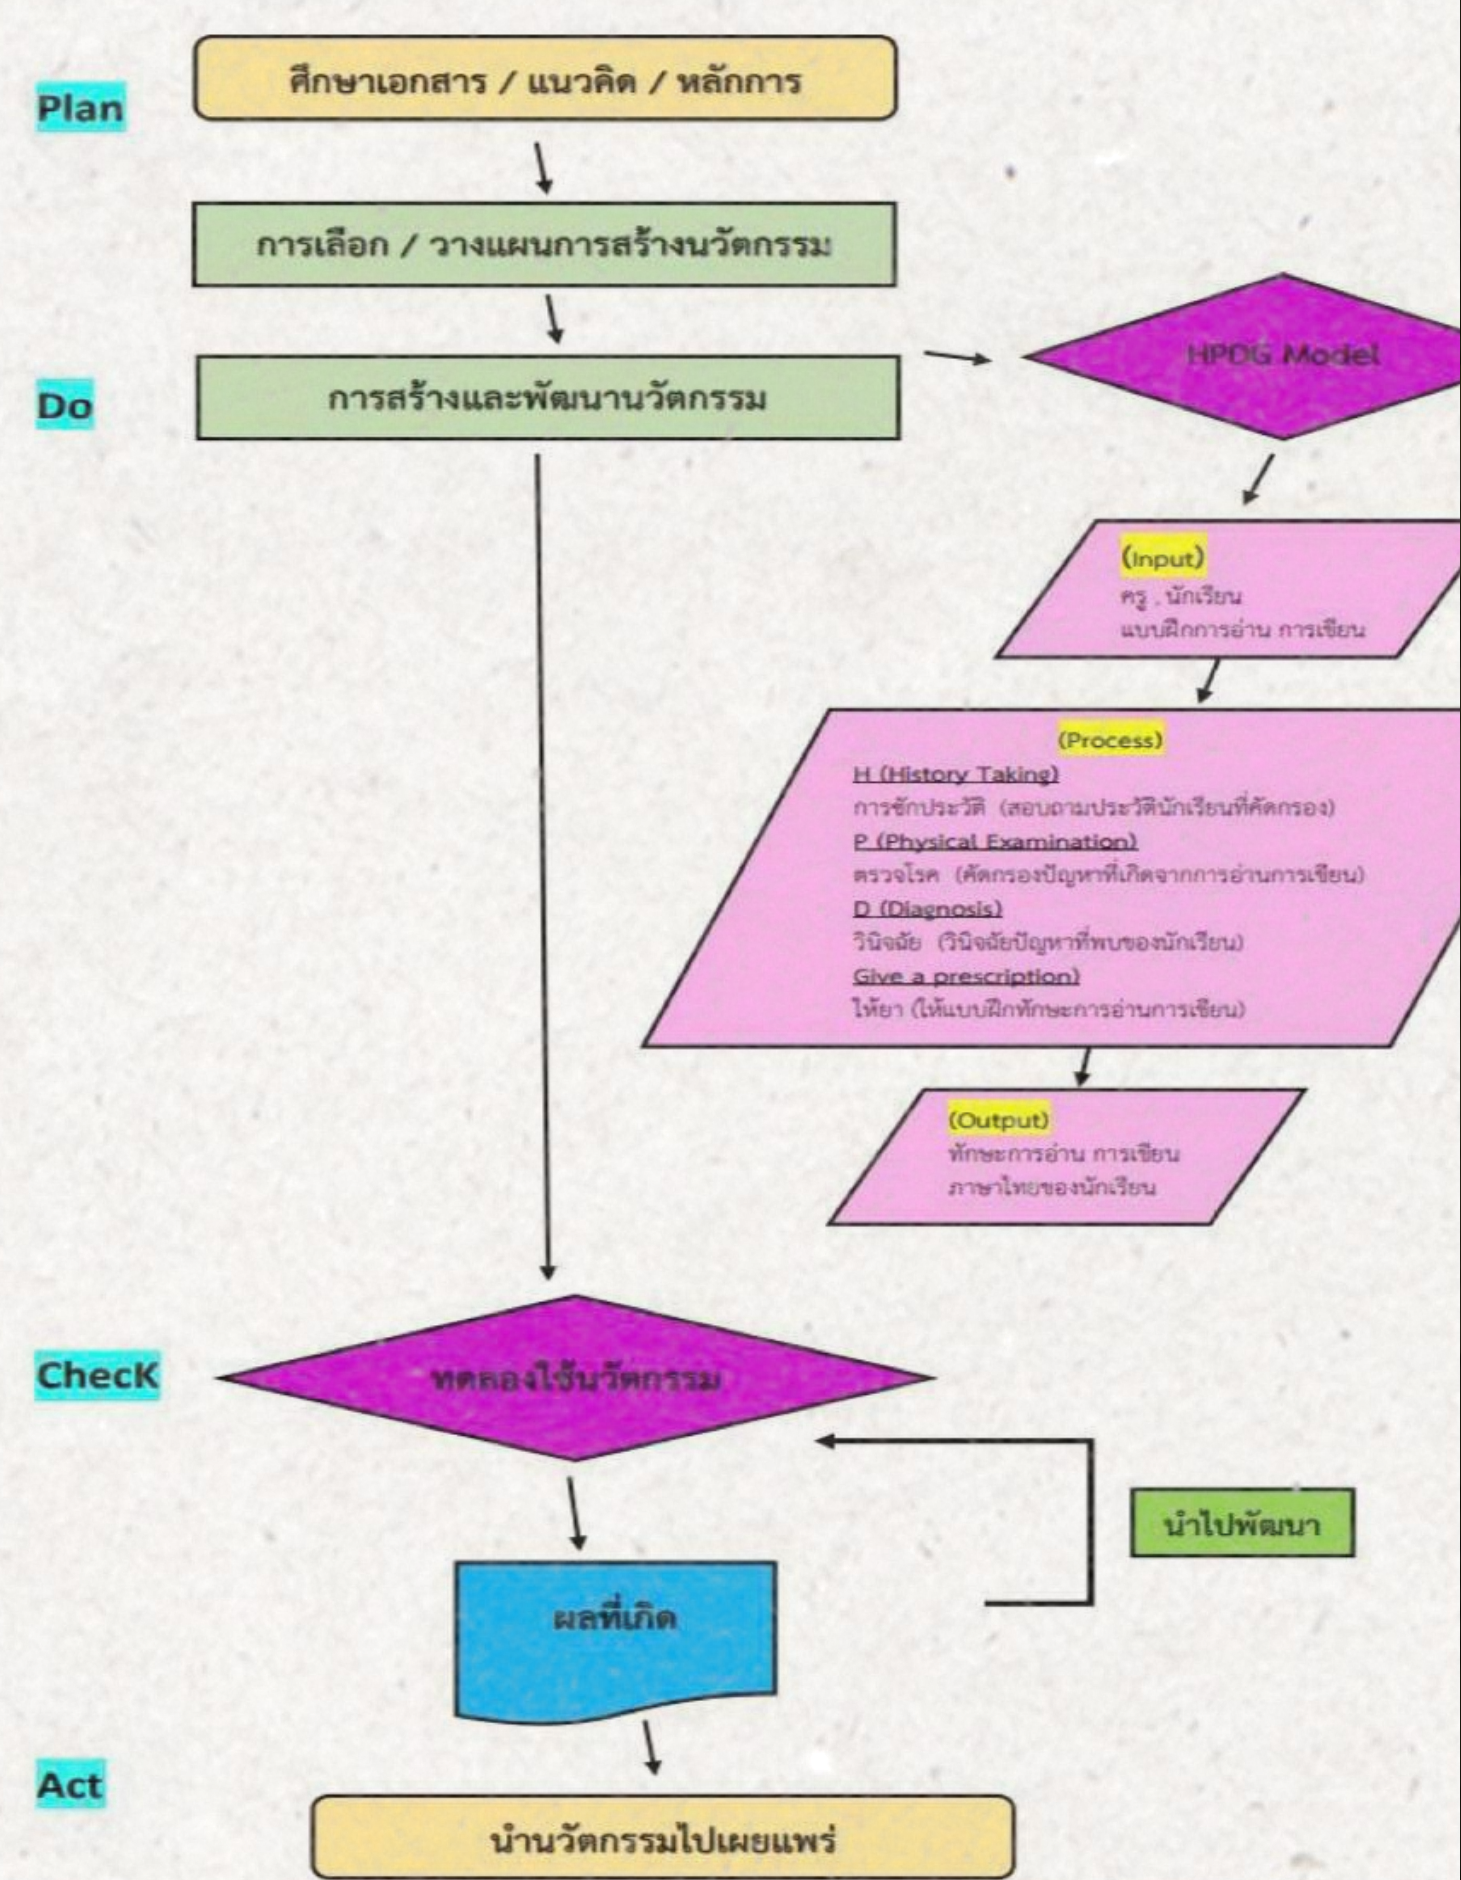 Plan
ศึกษาเอกสาร / แนวคิด / หลักการ
การเลือก / วางแผนการสร้างนวัตกรรม
Do
การสร้างและพัฒนานวัตกรรม
HPDG Model
(Input)
ครู , นักเรียน
แบบฝึกการอ่าน การเขียน
(Process)
H (History Taking)
การซักประวัติ (สอบถามประวัตินักเรียนที่คัดกรอง)
P (Physical Examination)
ตรวจโรค (คัดกรองปัญหาที่เกิดจากการอ่านการเขียน)
D (Diagnosis)
วินิจฉัย (วินิจฉัยปัญหาที่พบของนักเรียน)
Give a prescription)
ให้ยา (ให้แบบฝึกทักษะการอ่านการเขียน)
(Output)
ทักษะการอ่าน การเขียน
ภาษาไทยของนักเรียน
ChecK
ทดลองใช้นวัตกรรม
นำไปพัฒนา
ผลที่เกิด
Act
นำนวัตกรรมไปเผยแพร่